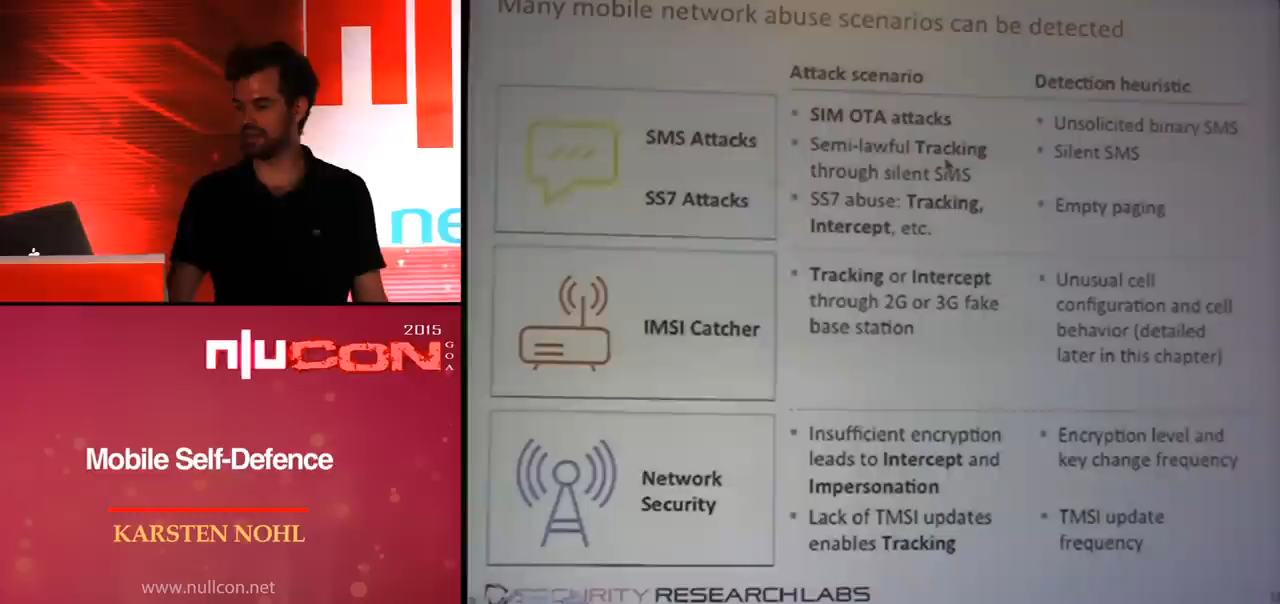 Many mobile network abuse scenarios can be detected
Attack scenario
Detection heuristic
SMS Attacks
SS7 Attacks
• SIM OTA attacks
• Semi-lawful Tracking
through silent SMS
• SS7 abuse: Tracking,
Intercept, etc.
• Unsolicited binary SMS
• Silent SMS
• Empty paging
IMSI Catcher
• Tracking or Intercept
through 2G or 3G fake
base station
• Unusual cell
configuration and cell
behavior (detailed
later in this chapter)
Network
Security
• Insufficient encryption
leads to Intercept and
Impersonation
• Lack of TMSI updates
enables Tracking
• Encryption level and
key change frequency
• TMSI update
frequency
SECURITY RESEARCH LABS
ne
2015
n|uCON
GOA
Mobile Self-Defence
KARSTEN NOHL
www.nullcon.net